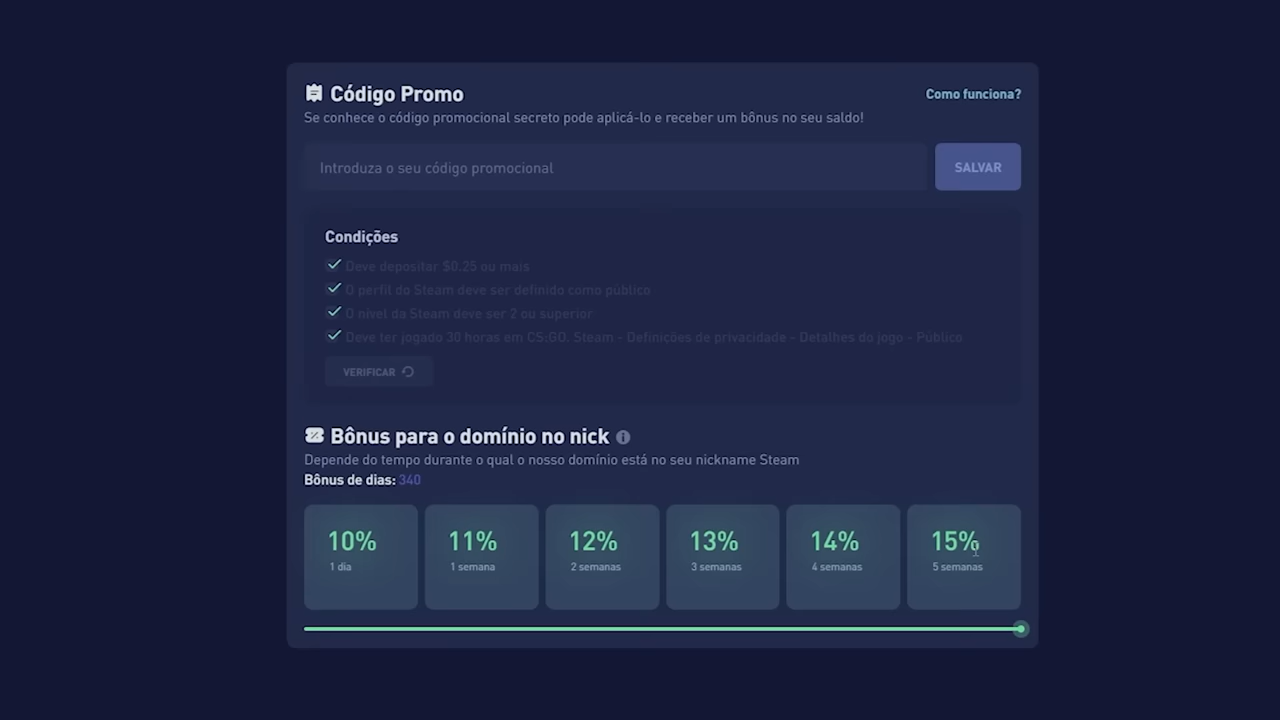 Código Promo
Como funciona?
Se conhece o código promocional secreto pode aplicá-lo e receber um bônus no seu saldo!
Introduza o seu código promocional
SALVAR
Condições
Deve depositar $0.25 ou mais
O perfil do Steam deve ser definido como público
O nível da Steam deve ser 2 ou superior
Deve ter jogado 30 horas em CS:GO. Steam - Definições de privacidade - Detalhes do jogo - Público
VERIFICAR
Bônus para o domínio no nick
Depende do tempo durante o qual o nosso domínio está no seu nickname Steam
Bônus de dias: 340
10% 11% 12% 13% 14% 15%
1 dia 1 semana 2 semanas 3 semanas 4 semanas 5 semanas